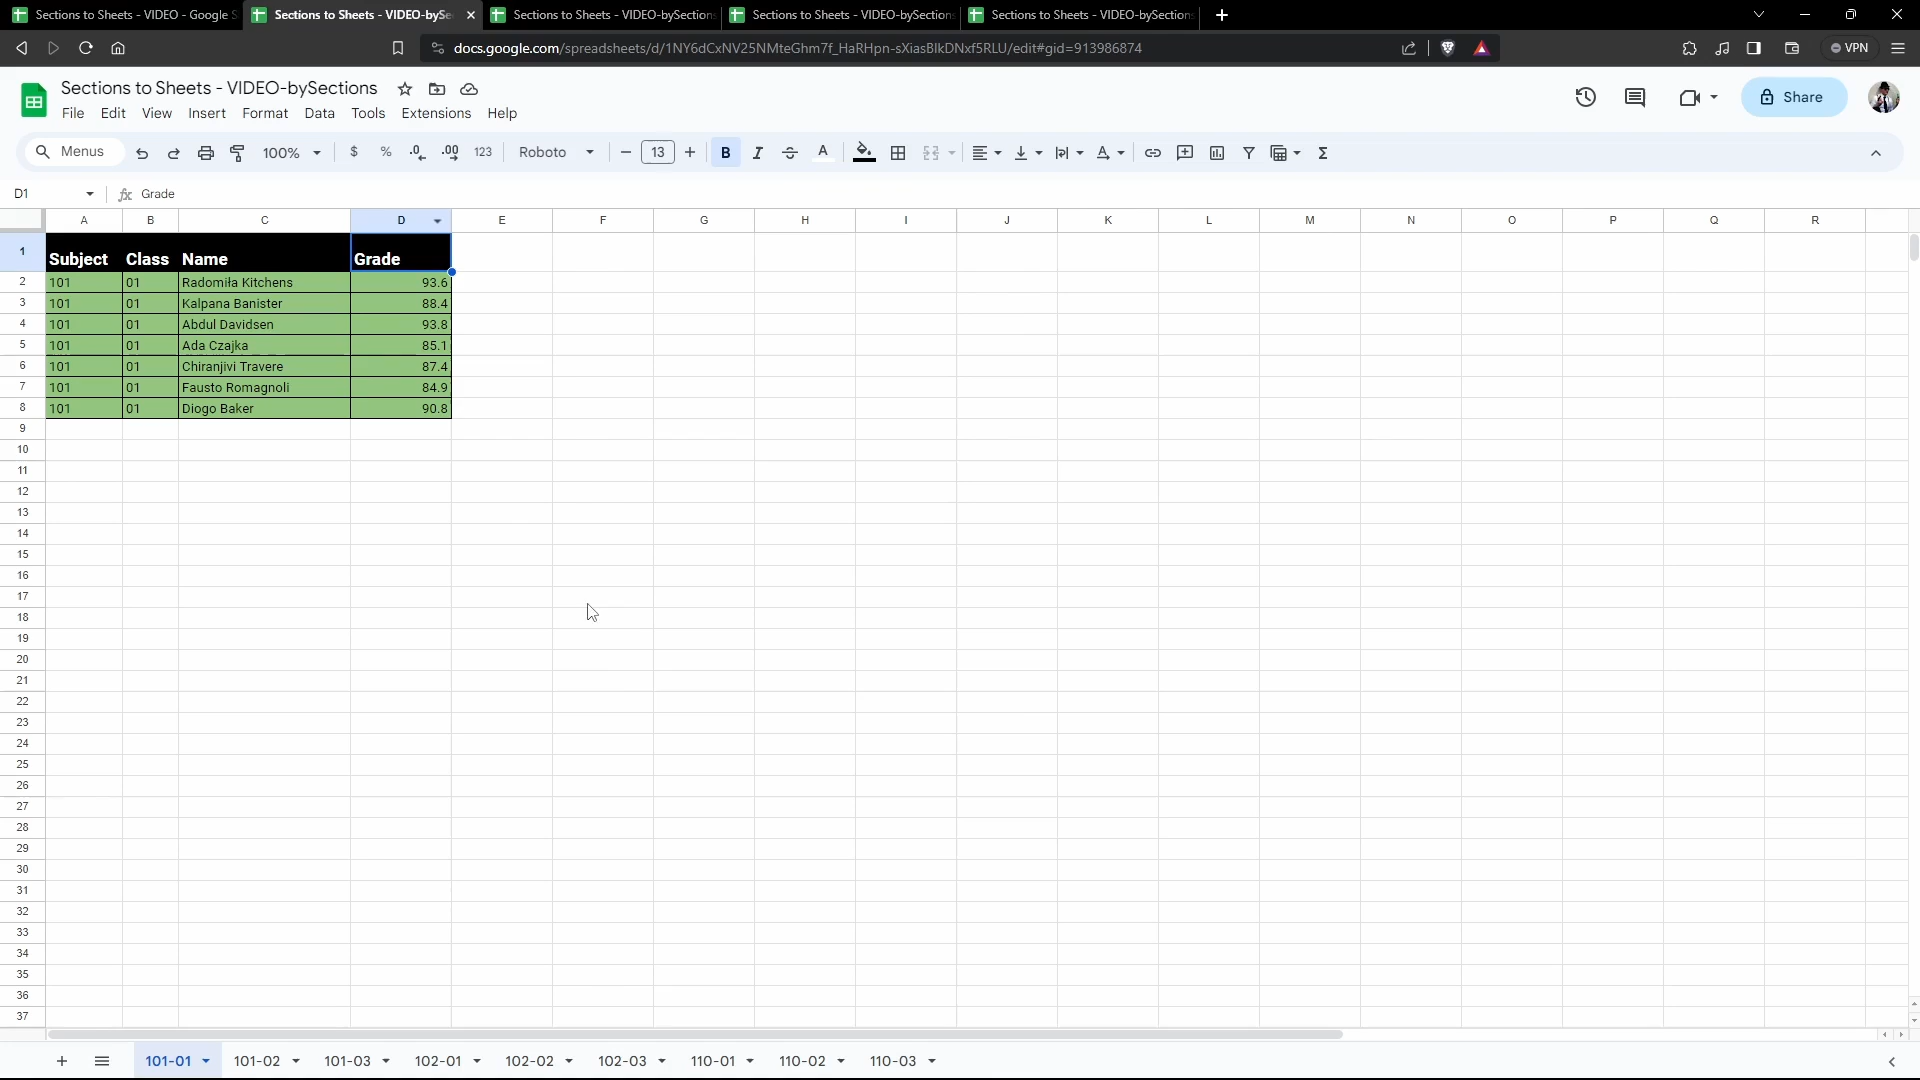 Sections to Sheets - VIDEO - Google S
Sections to Sheets - VIDEO-bySe
Sections to Sheets - VIDEO-bySections
Sections to Sheets - VIDEO-bySections
Sections to Sheets - VIDEO-bySections
docs.google.com/spreadsheets/d/1NY6dCxNV25NMteGhm7f_HaRHpn-sXiasBlkDNxf5RLU/edit#gid=913986874
VPN
Sections to Sheets - VIDEO-bySections
File Edit View Insert Format Data Tools Extensions Help
Share
Menus 100% $ % .0 .00 123 Roboto − 13 + B I S A Σ
D1 fx Grade
A B C D E F G H I J K L M N O P Q R
1 Subject Class Name Grade
2 101 01 Radomiła Kitchens 93.6
3 101 01 Kalpana Banister 88.4
4 101 01 Abdul Davidsen 93.8
5 101 01 Ada Czajka 85.1
6 101 01 Chiranjivi Travere 87.4
7 101 01 Fausto Romagnoli 84.9
8 101 01 Diogo Baker 90.8
9
10
11
12
13
14
15
16
17
18
19
20
21
22
23
24
25
26
27
28
29
30
31
32
33
34
35
36
37
101-01 101-02 101-03 102-01 102-02 102-03 110-01 110-02 110-03